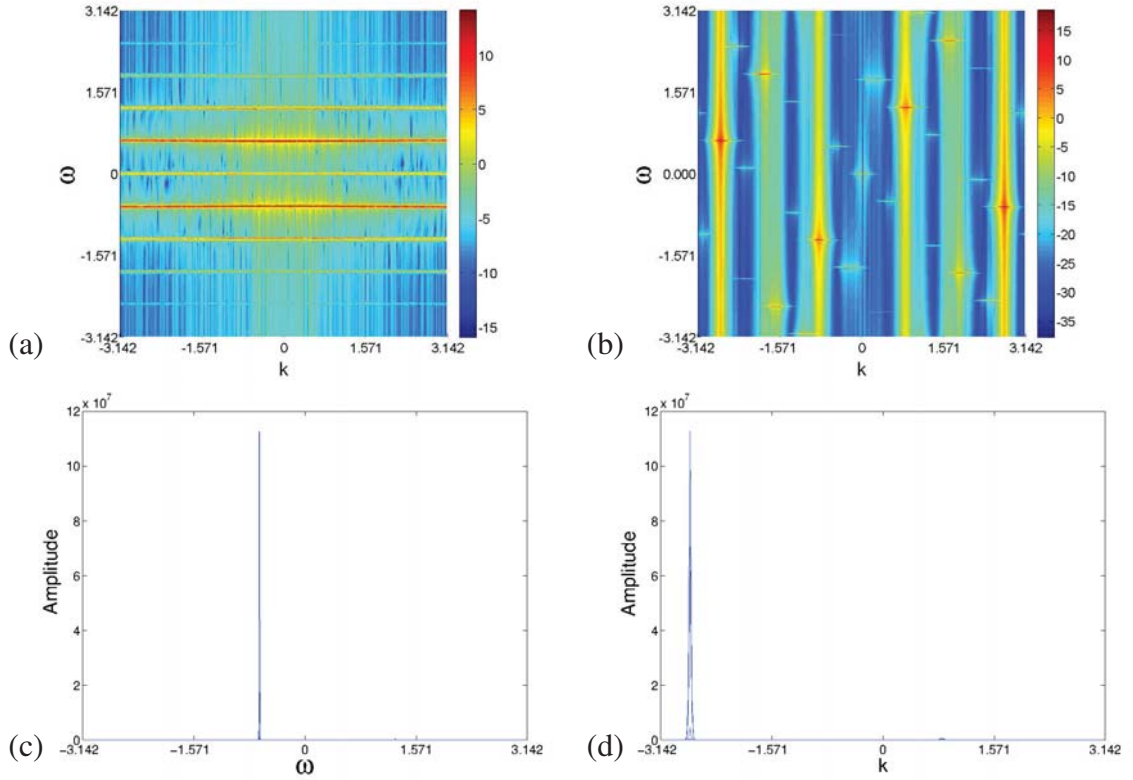 3.142
1.571
0
-1.571
-3.142
ω
-3.142 -1.571 0 1.571 3.142
k
10
5
0
-5
-10
-15
(a)
3.142
1.571
0.000
-1.571
-3.142
ω
-3.142 -1.571 0 1.571 3.142
k
15
10
5
0
-5
-10
-15
-20
-25
-30
-35
(b)
x 10⁷
12
10
8
6
4
2
0
Amplitude
−3.142 −1.571 0 1.571 3.142
ω
(c)
x 10⁷
12
10
8
6
4
2
0
Amplitude
−3.142 −1.571 0 1.571 3.142
k
(d)